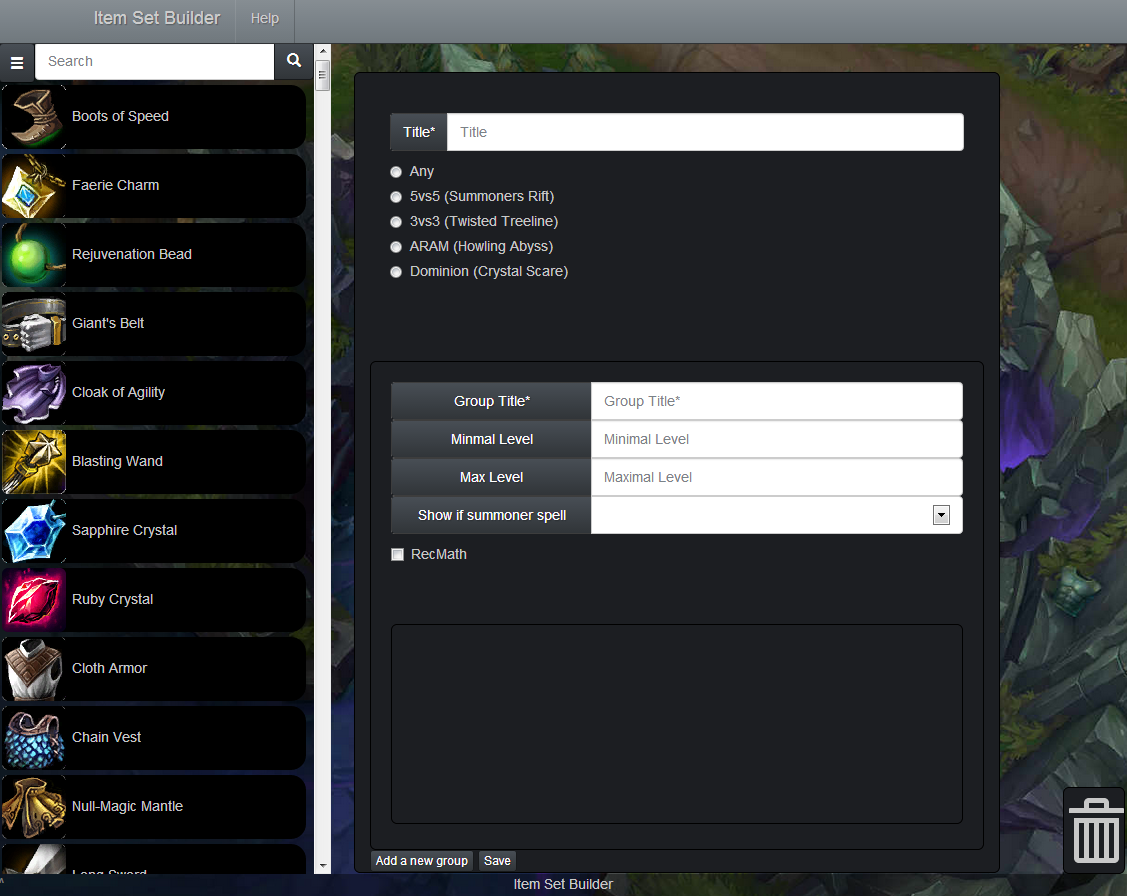 Item Set Builder Help
Search
Boots of Speed
Faerie Charm
Rejuvenation Bead
Giant's Belt
Cloak of Agility
Blasting Wand
Sapphire Crystal
Ruby Crystal
Cloth Armor
Chain Vest
Null-Magic Mantle
Long Sword
Title* Title
Any
5vs5 (Summoners Rift)
3vs3 (Twisted Treeline)
ARAM (Howling Abyss)
Dominion (Crystal Scare)
Group Title* Group Title*
Minmal Level Minimal Level
Max Level Maximal Level
Show if summoner spell
RecMath
Add a new group Save
Item Set Builder